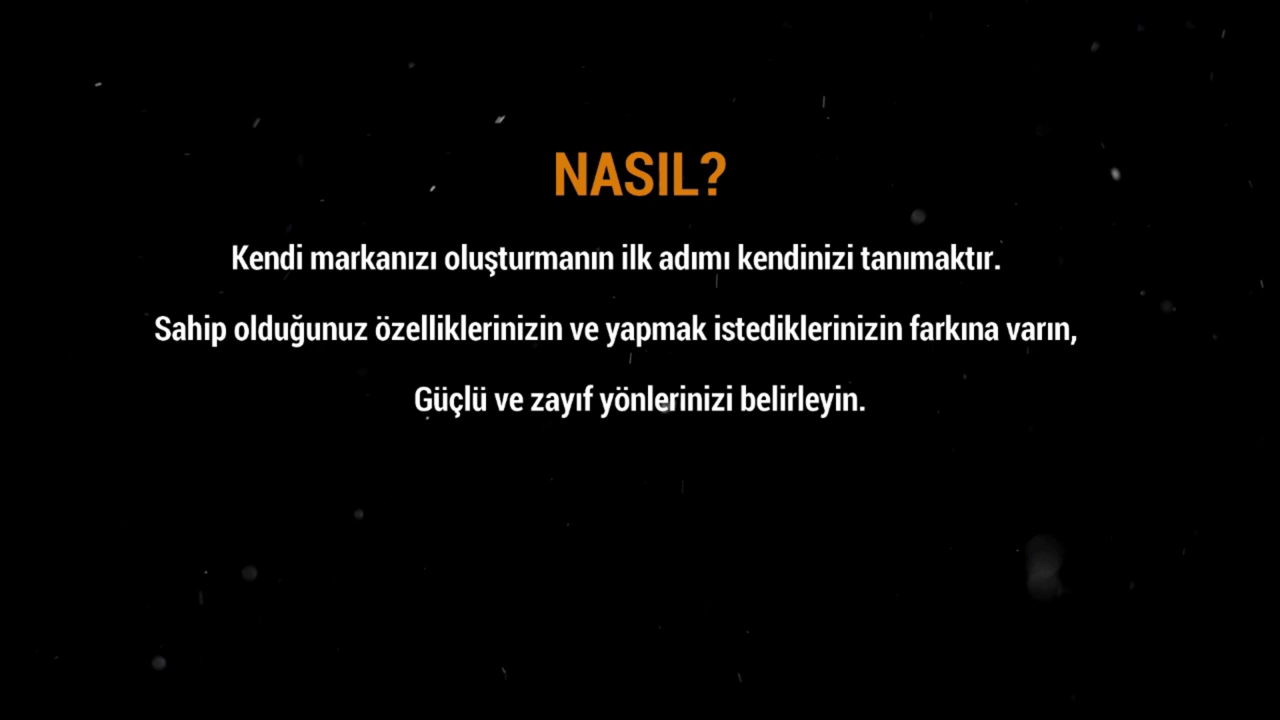 NASIL?
Kendi markanızı oluşturmanın ilk adımı kendinizi tanımaktır.
Sahip olduğunuz özelliklerinizin ve yapmak istediklerinizin farkına varın,
Güçlü ve zayıf yönlerinizi belirleyin.